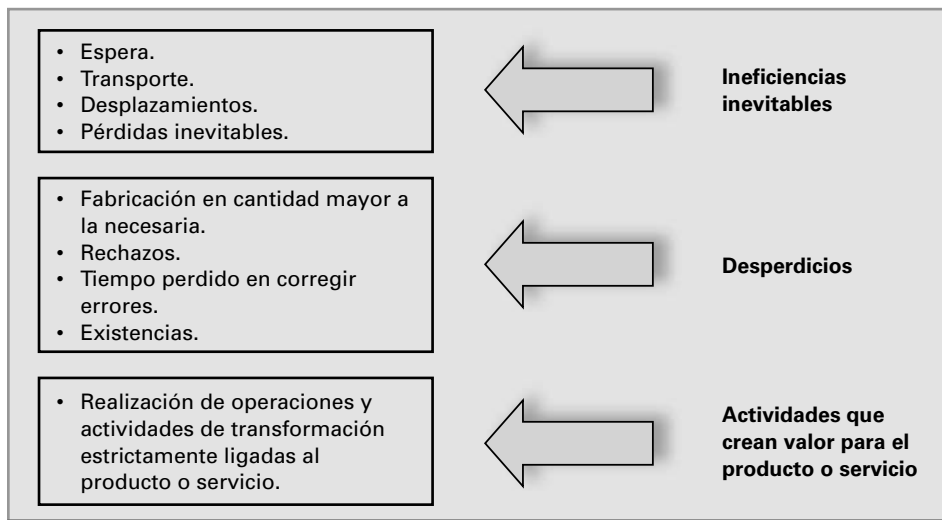 • Espera.
• Transporte.
• Desplazamientos.
• Pérdidas inevitables.
Ineficiencias
inevitables
• Fabricación en cantidad mayor a
la necesaria.
• Rechazos.
• Tiempo perdido en corregir
errores.
• Existencias.
Desperdicios
• Realización de operaciones y
actividades de transformación
estrictamente ligadas al
producto o servicio.
Actividades que
crean valor para el
producto o servicio